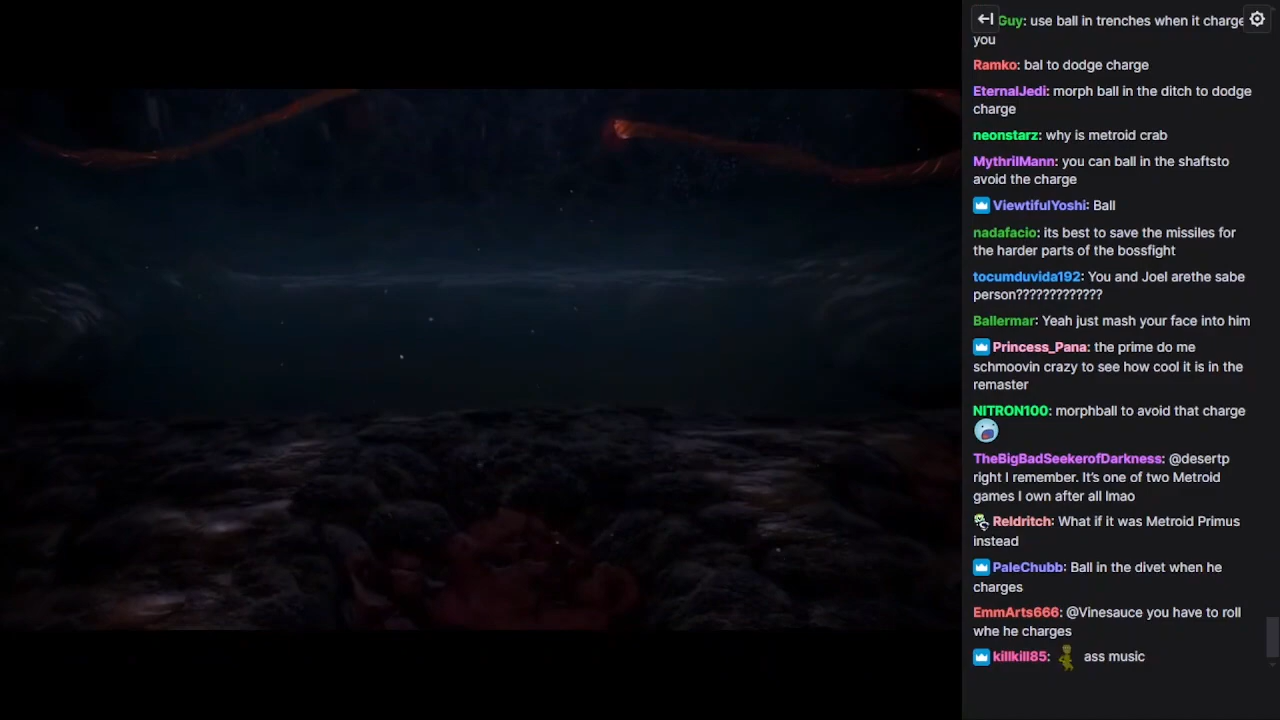 Guy: use ball in trenches when it charge
you
Ramko: bal to dodge charge
EternalJedi: morph ball in the ditch to dodge
charge
neonstarz: why is metroid crab
MythrilMann: you can ball in the shaftsto
avoid the charge
ViewtifulYoshi: Ball
nadafacio: its best to save the missiles for
the harder parts of the bossfight
tocumduvida192: You and Joel arethe sabe
person?????????????
Ballermar: Yeah just mash your face into him
Princess_Pana: the prime do me
schmoovin crazy to see how cool it is in the
remaster
NITRON100: morphball to avoid that charge
TheBigBadSeekerofDarkness: @desertp
right I remember. It's one of two Metroid
games I own after all lmao
Reldritch: What if it was Metroid Primus
instead
PaleChubb: Ball in the divet when he
charges
EmmArts666: @Vinesauce you have to roll
whe he charges
killkill85: ass music